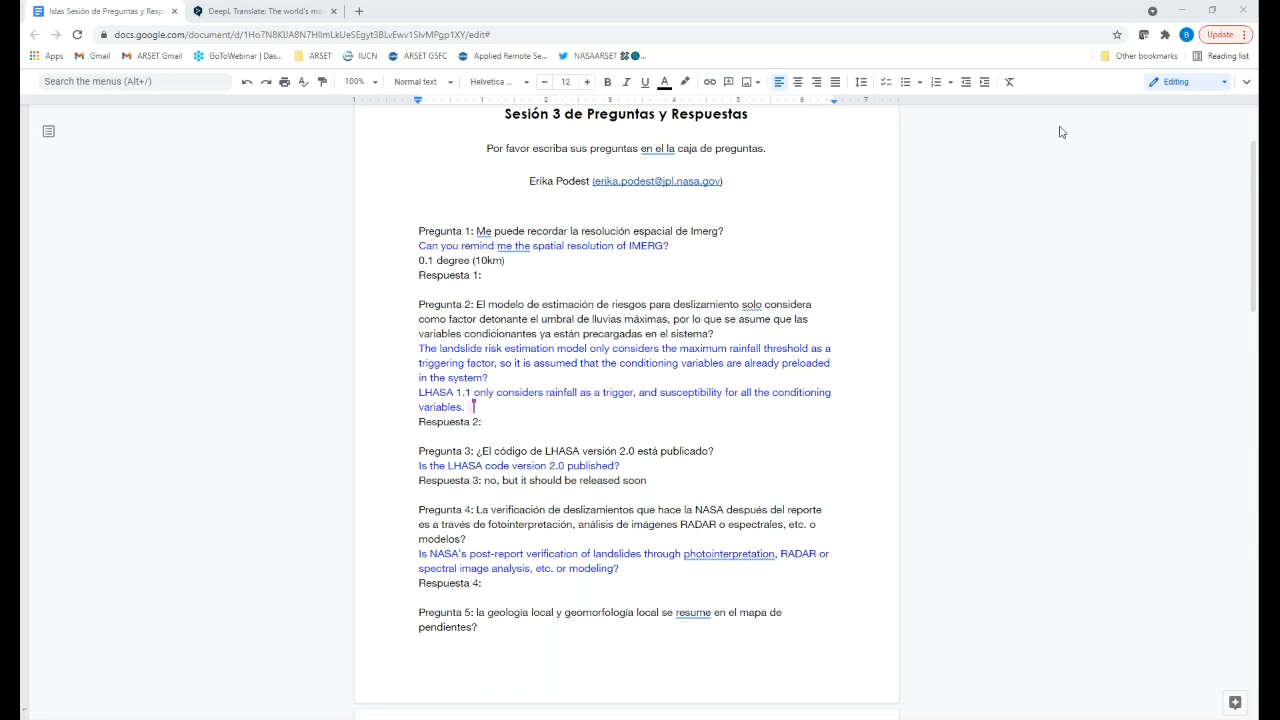 Islas Sesión de Preguntas y Resp
DeepL Translate: The world's mo
docs.google.com/document/d/1Ho7N8KUA8N7HIlmLkUeSEgyt3BLvEwv1SlvMPgp1XY/edit#
B
Update
Apps
Gmail
ARSET Gmail
GoToWebinar | Das...
ARSET
IUCN
ARSET GSFC
Applied Remote Se...
NASAARSET
Other bookmarks
Reading list
Search the menus (Alt+/)
100%
Normal text
Helvetica ...
12
B
I
U
A
Editing
1 1 2 3 4 5 6 7
Sesión 3 de Preguntas y Respuestas
Por favor escriba sus preguntas en el la caja de preguntas.
Erika Podest (erika.podest@jpl.nasa.gov)
Pregunta 1: Me puede recordar la resolución espacial de Imerg?
Can you remind me the spatial resolution of IMERG?
0.1 degree (10km)
Respuesta 1:
Pregunta 2: El modelo de estimación de riesgos para deslizamiento solo considera
como factor detonante el umbral de lluvias máximas, por lo que se asume que las
variables condicionantes ya están precargadas en el sistema?
The landslide risk estimation model only considers the maximum rainfall threshold as a
triggering factor, so it is assumed that the conditioning variables are already preloaded
in the system?
LHASA 1.1 only considers rainfall as a trigger, and susceptibility for all the conditioning
variables.
Respuesta 2:
Pregunta 3: ¿El código de LHASA versión 2.0 está publicado?
Is the LHASA code version 2.0 published?
Respuesta 3: no, but it should be released soon
Pregunta 4: La verificación de deslizamientos que hace la NASA después del reporte
es a través de fotointerpretación, análisis de imágenes RADAR o espectrales, etc. o
modelos?
Is NASA's post-report verification of landslides through photointerpretation, RADAR or
spectral image analysis, etc. or modeling?
Respuesta 4:
Pregunta 5: la geología local y geomorfología local se resume en el mapa de
pendientes?